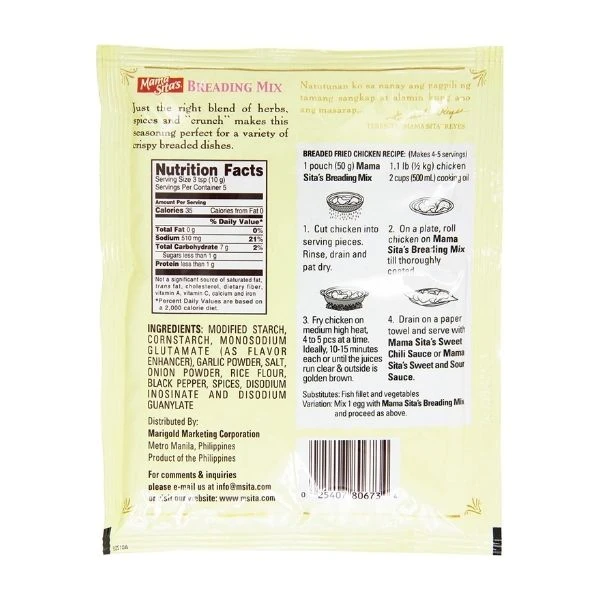 Mama Sita's BREADING MIX
Just the right blend of herbs,
spices and "crunch" makes this
seasoning perfect for a variety of
crispy breaded dishes.
Natutunan ko sa nanay ang pagpili ng
tamang sangkap at alamin kung ano
ang masarap.
TERESITA "MAMA SITA" REYES
Nutrition Facts
Serving Size 3 tsp (10 g)
Servings Per Container 5
Amount Per Serving
Calories 35 Calories from Fat 0
% Daily Value*
Total Fat 0 g 0%
Sodium 510 mg 21%
Total Carbohydrate 7 g 2%
Sugars less than 1 g
Protein less than 1 g
Not a significant source of saturated fat,
trans fat, cholesterol, dietary fiber,
vitamin A, vitamin C, calcium and iron
*Percent Daily Values are based on
a 2,000 calorie diet.
INGREDIENTS: MODIFIED STARCH,
CORNSTARCH, MONOSODIUM
GLUTAMATE (AS FLAVOR
ENHANCER), GARLIC POWDER, SALT,
ONION POWDER, RICE FLOUR,
BLACK PEPPER, SPICES, DISODIUM
INOSINATE AND DISODIUM
GUANYLATE
Distributed By:
Marigold Marketing Corporation
Metro Manila, Philippines
Product of the Philippines
For comments & inquiries
please e-mail us at info@msita.com
or visit our website: www.msita.com
BREADED FRIED CHICKEN RECIPE: (Makes 4-5 servings)
1 pouch (50 g) Mama
Sita's Breading Mix
1.1 lb (½ kg) chicken
2 cups (500 mL) cooking oil
1. Cut chicken into
serving pieces.
Rinse, drain and
pat dry.
2. On a plate, roll
chicken on Mama
Sita's Breading Mix
till thoroughly
coated.
3. Fry chicken on
medium high heat,
4 to 5 pcs at a time.
Ideally, 10-15 minutes
each or until the juices
run clear & outside is
golden brown.
4. Drain on a paper
towel and serve with
Mama Sita's Sweet
Chili Sauce or Mama
Sita's Sweet and Sour
Sauce.
Substitutes: Fish fillet and vegetables
Variation: Mix 1 egg with Mama Sita's Breading Mix
and proceed as above.
0 25407 80673